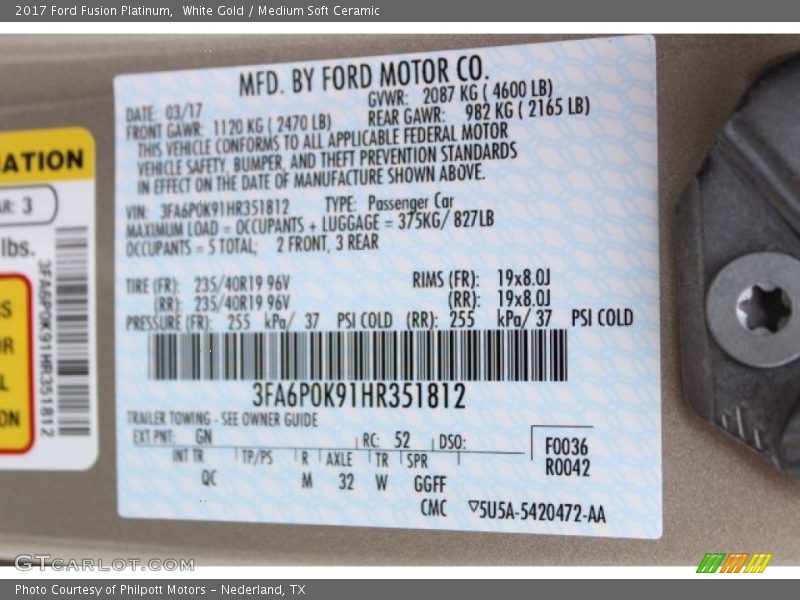 2017 Ford Fusion Platinum,  White Gold / Medium Soft Ceramic
MFD. BY FORD MOTOR CO.
DATE: 03/17 GVWR: 2087 KG ( 4600 LB)
FRONT GAWR: 1120 KG ( 2470 LB) REAR GAWR: 982 KG ( 2165 LB)
THIS VEHICLE CONFORMS TO ALL APPLICABLE FEDERAL MOTOR
VEHICLE SAFETY, BUMPER, AND THEFT PREVENTION STANDARDS
IN EFFECT ON THE DATE OF MANUFACTURE SHOWN ABOVE.
VIN: 3FA6P0K91HR351812 TYPE: Passenger Car
MAXIMUM LOAD = OCCUPANTS + LUGGAGE = 375KG/ 827LB
OCCUPANTS = 5 TOTAL; 2 FRONT, 3 REAR
TIRE (FR): 235/40R19 96V RIMS (FR): 19x8.0J
(RR): 235/40R19 96V (RR): 19x8.0J
PRESSURE (FR): 255 kPa/ 37 PSI COLD (RR): 255 kPa/ 37 PSI COLD
3FA6P0K91HR351812
TRAILER TOWING - SEE OWNER GUIDE
EXT PNT: GN RC: 52 DSO: F0036
INT TR TP/PS R AXLE TR SPR R0042
QC M 32 W GGFF
CMC ▽5U5A-5420472-AA
ATION
AR: 3
lbs.
3FA6P0K91HR351812
GTCarLot.com
Photo Courtesy of Philpott Motors - Nederland, TX